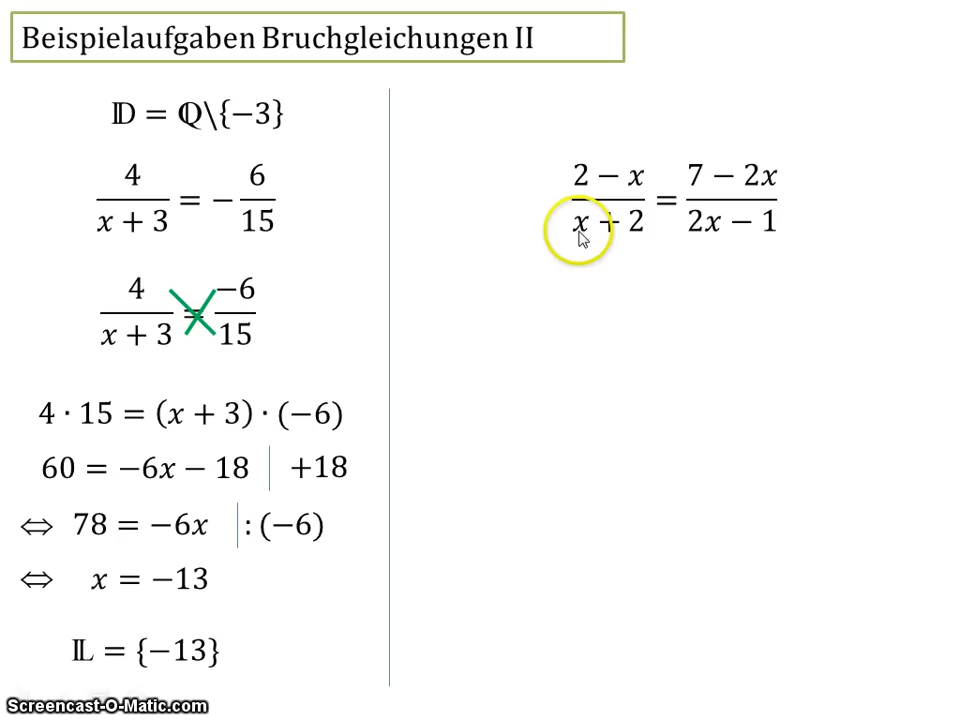 Beispielaufgaben Bruchgleichungen II
𝔻 = ℚ\{−3}
4/(x + 3) = −6/15
4/(x + 3) = −6/15
4 · 15 = (x + 3) · (−6)
60 = −6x − 18 | +18
⇔ 78 = −6x | : (−6)
⇔ x = −13
𝕃 = {−13}
(2 − x)/(x + 2) = (7 − 2x)/(2x − 1)
Screencast-O-Matic.com